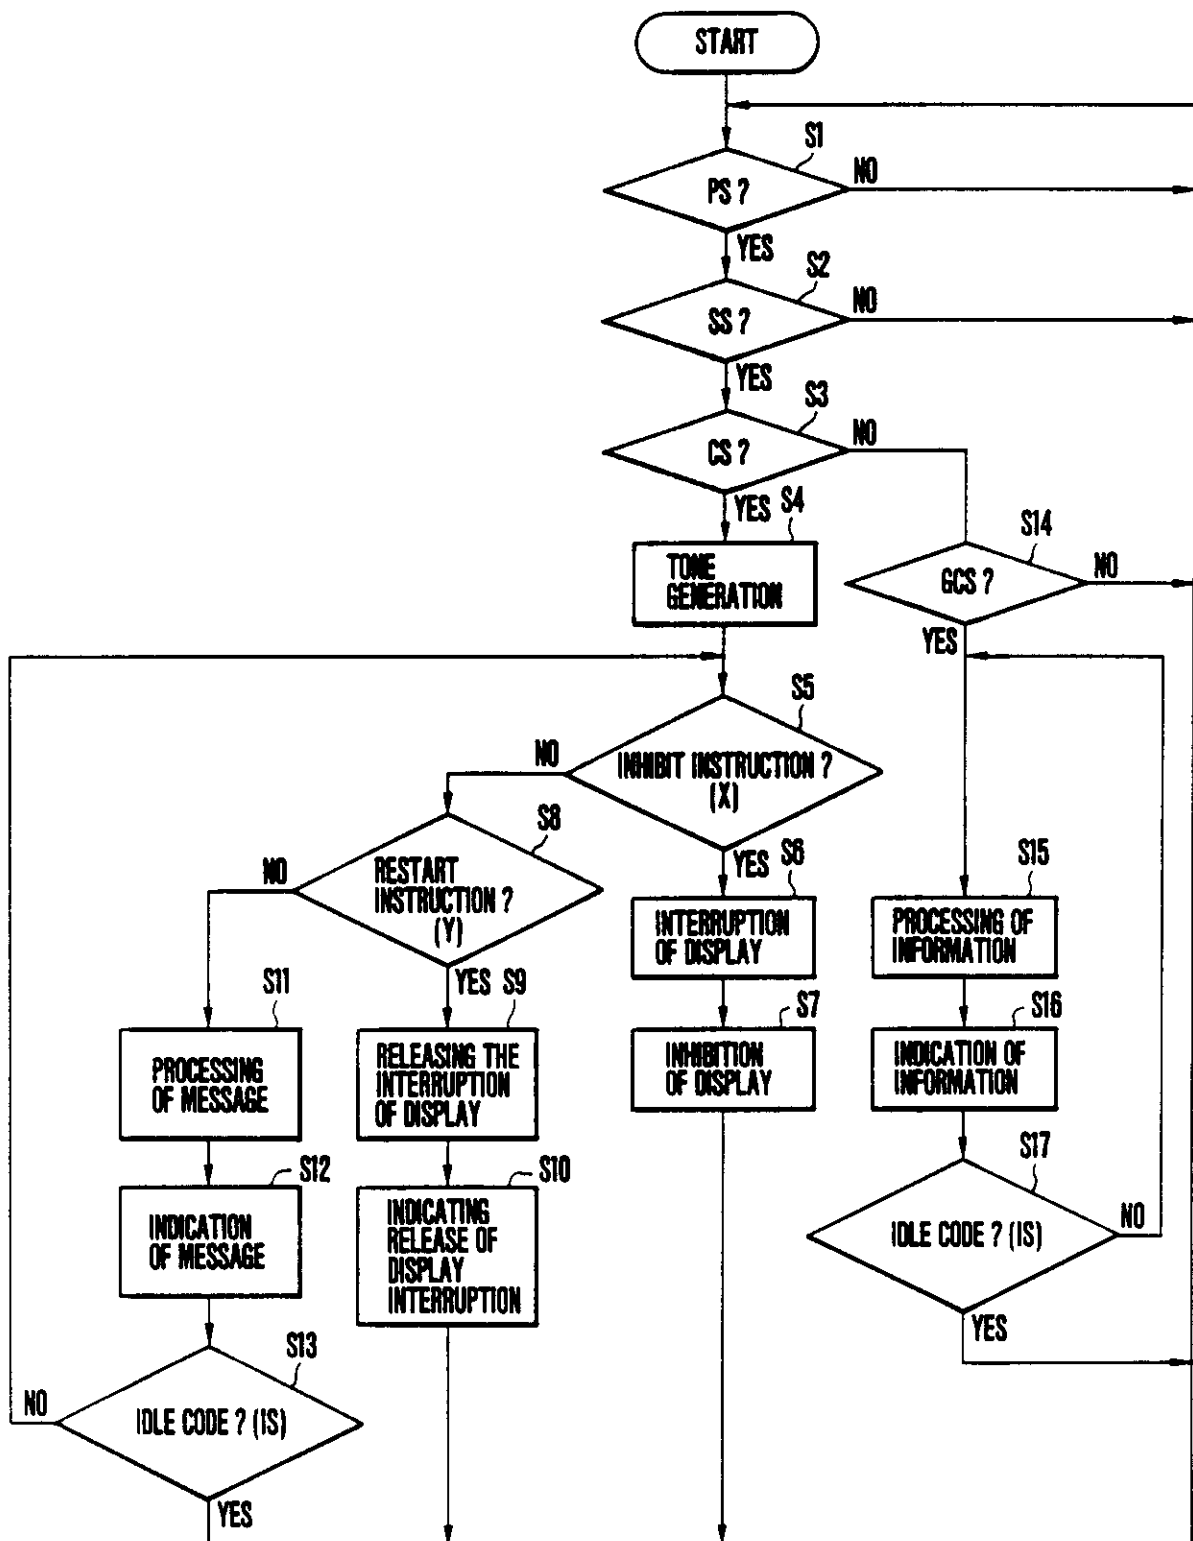 START
S1
PS ?
NO
YES
S2
SS ?
NO
YES
S3
CS ?
NO
YES
S4
TONE
GENERATION
S14
GCS ?
NO
YES
S5
INHIBIT INSTRUCTION ?
(X)
NO
YES
S8
RESTART
INSTRUCTION ?
(Y)
NO
YES
S6
INTERRUPTION
OF DISPLAY
S15
PROCESSING OF
INFORMATION
S11
PROCESSING
OF MESSAGE
S9
RELEASING THE
INTERRUPTION
OF DISPLAY
S7
INHIBITION
OF DISPLAY
S16
INDICATION OF
INFORMATION
S12
INDICATION
OF MESSAGE
S10
INDICATING
RELEASE OF
DISPLAY
INTERRUPTION
S17
IDLE CODE ? (IS)
NO
YES
S13
IDLE CODE ? (IS)
NO
YES